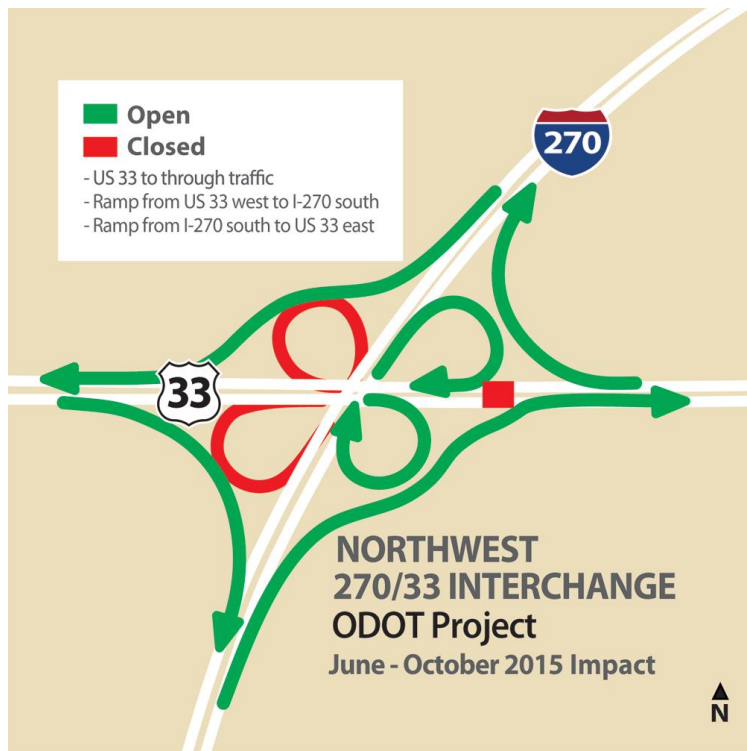 Open
Closed
- US 33 to through traffic
- Ramp from US 33 west to I-270 south
- Ramp from I-270 south to US 33 east
270
33
NORTHWEST
270/33 INTERCHANGE
ODOT Project
June - October 2015 Impact
N